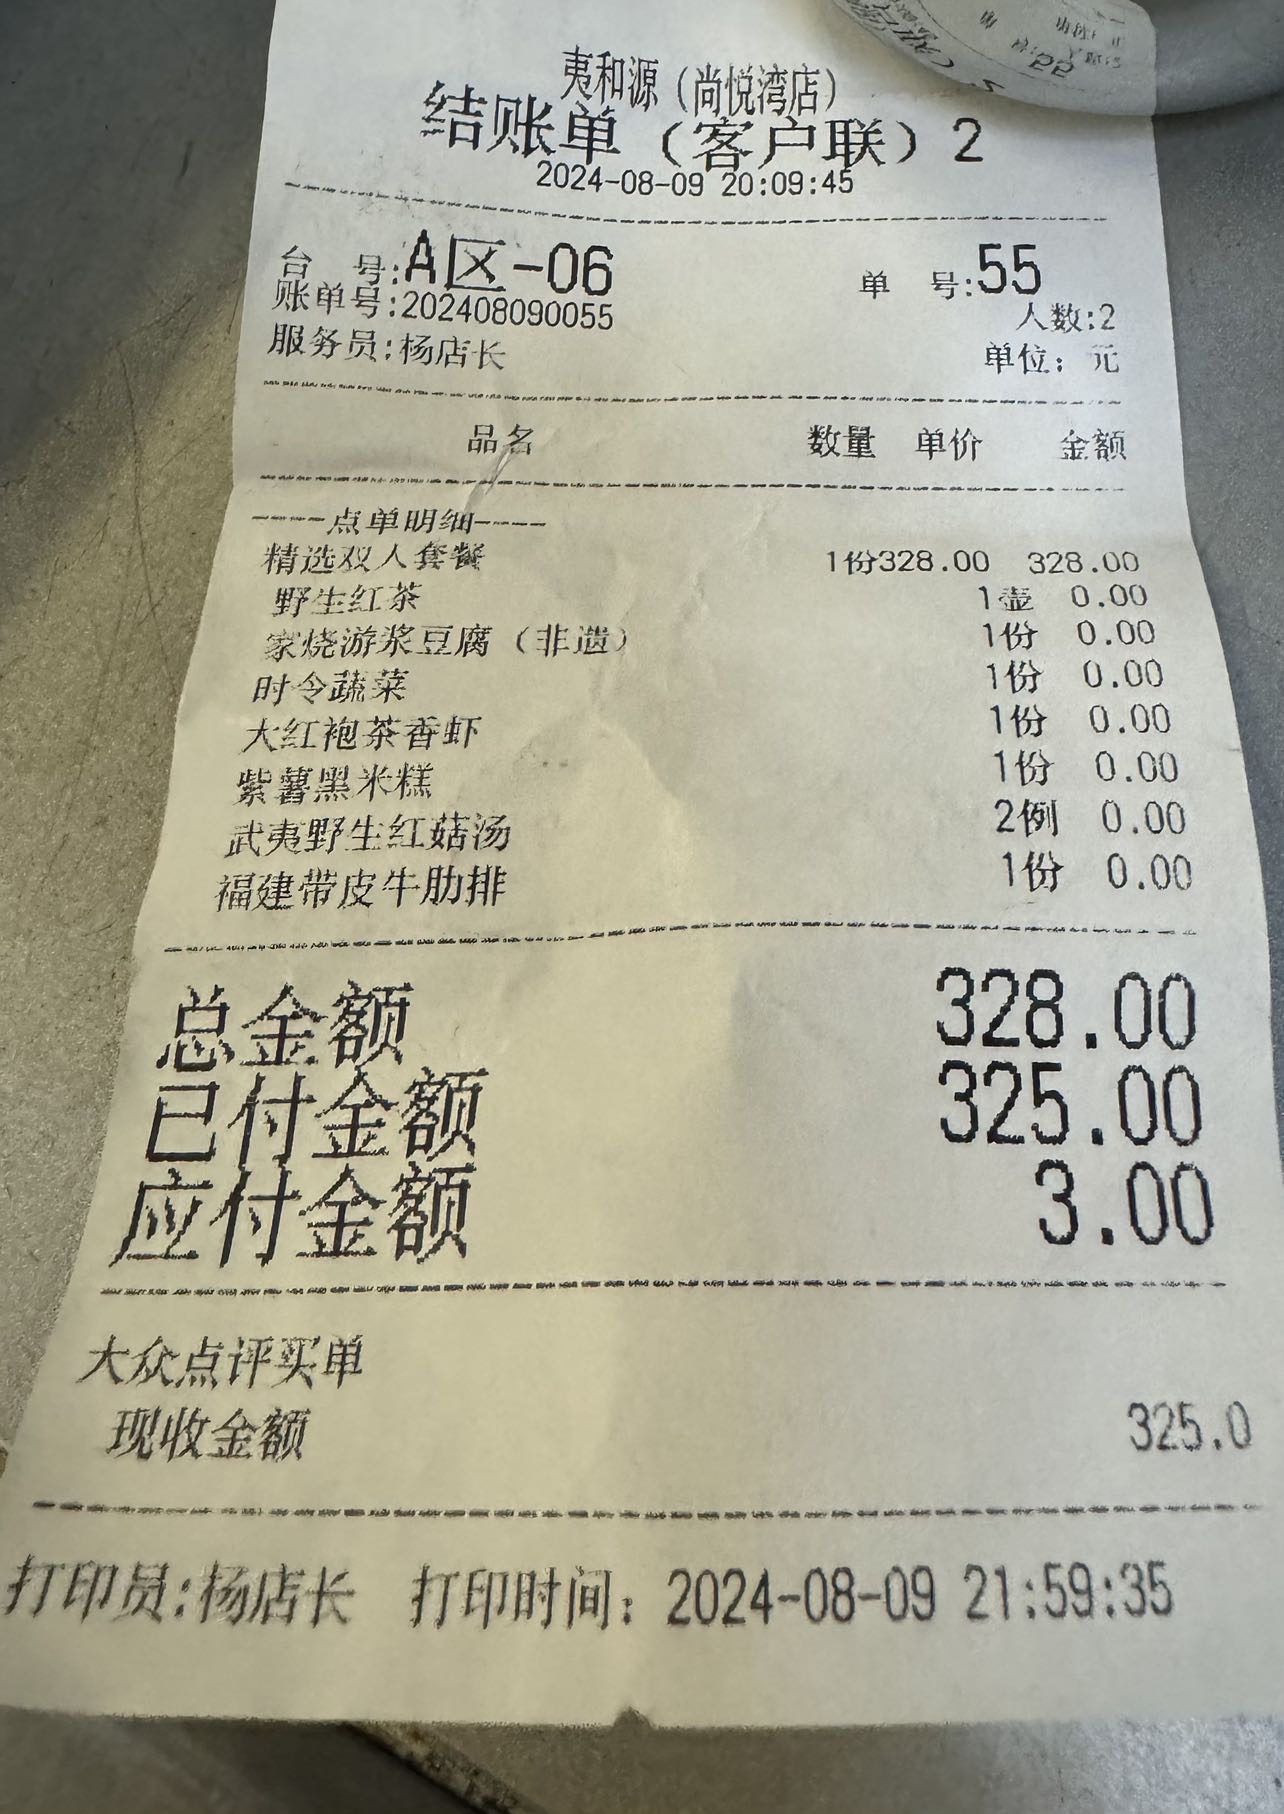 夷和源（尚悦湾店）
结账单（客户联）2
2024-08-09 20:09:45
台 号:A区-06 单 号:55
账单号:202408090055 人数:2
服务员:杨店长 单位：元
品名 数量 单价 金额
----点单明细----
精选双人套餐 1份328.00 328.00
野生红茶 1壶 0.00
家烧游浆豆腐（非遗） 1份 0.00
时令蔬菜 1份 0.00
大红袍茶香虾 1份 0.00
紫薯黑米糕 1份 0.00
武夷野生红菇汤 2例 0.00
福建带皮牛肋排 1份 0.00
总金额 328.00
已付金额 325.00
应付金额 3.00
大众点评买单
现收金额 325.0
打印员:杨店长 打印时间：2024-08-09 21:59:35